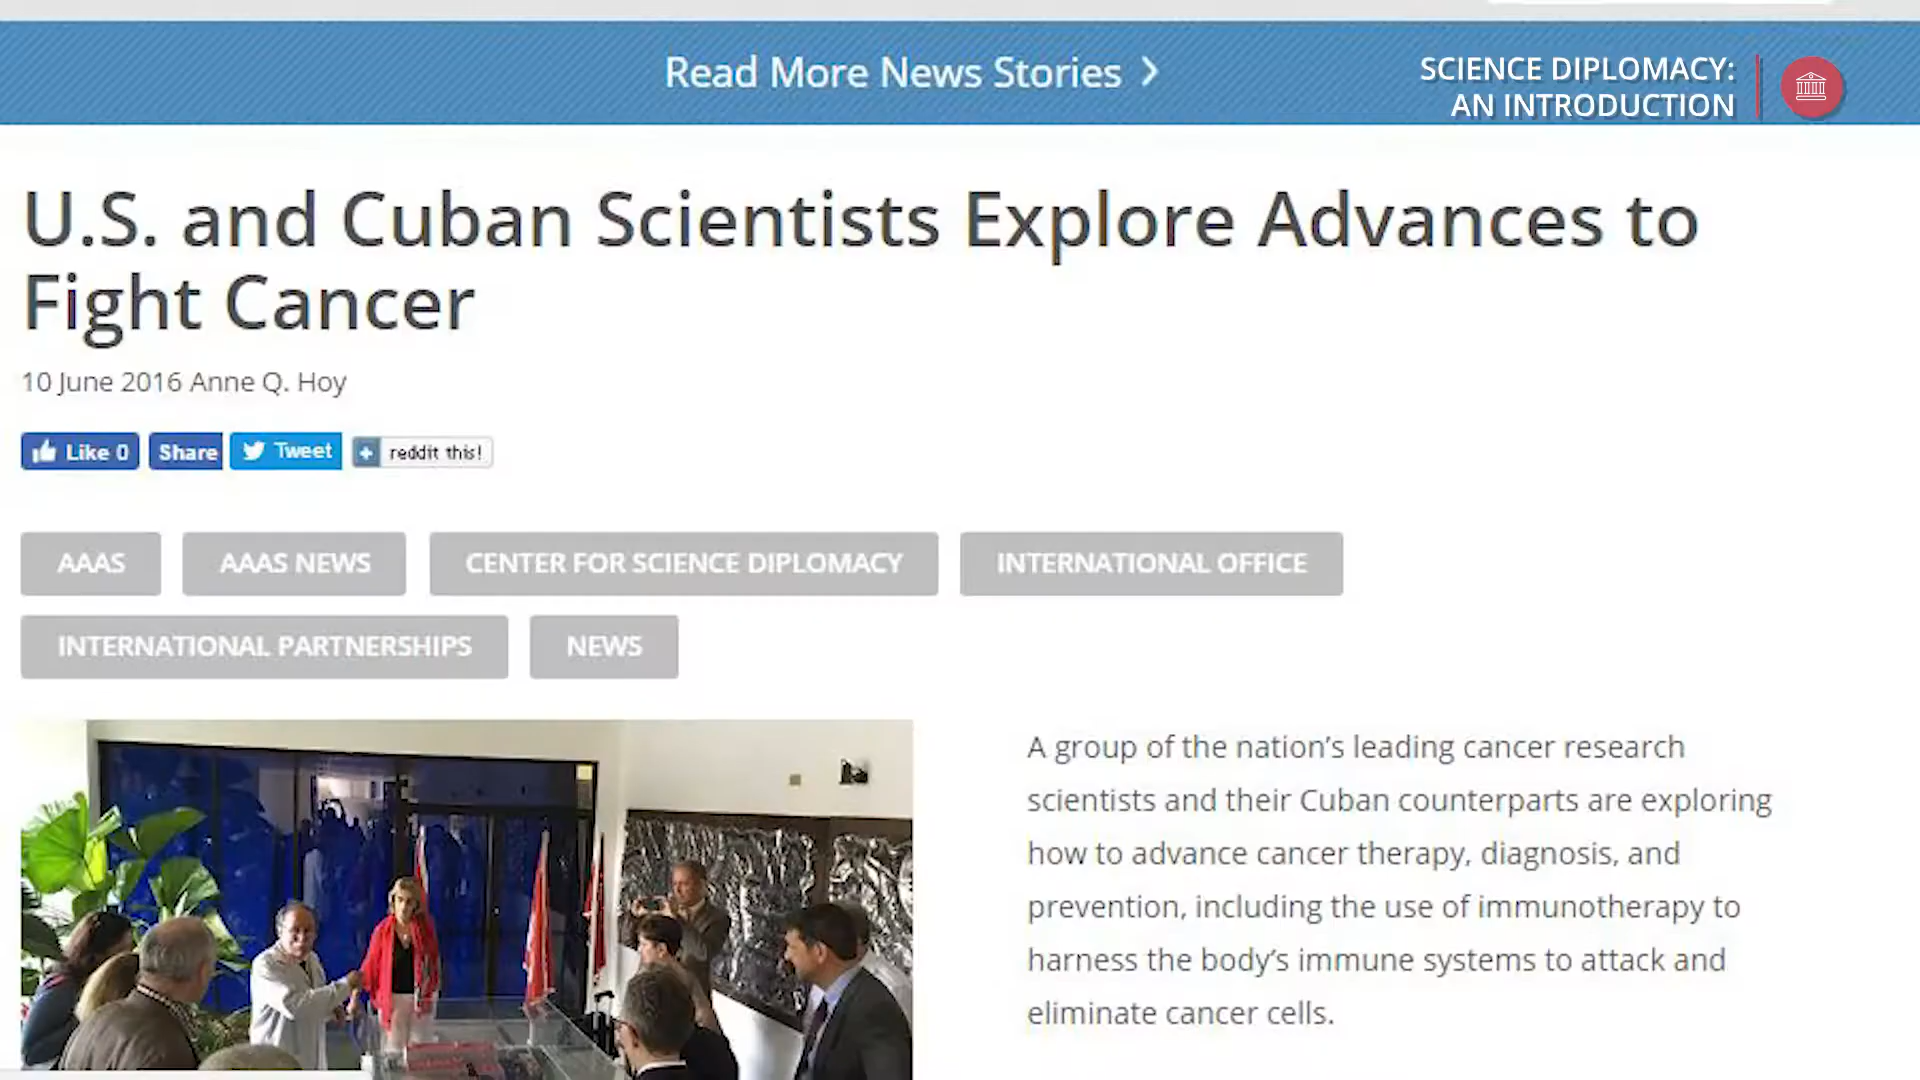 Read More News Stories >
SCIENCE DIPLOMACY:
AN INTRODUCTION
U.S. and Cuban Scientists Explore Advances to
Fight Cancer
10 June 2016 Anne Q. Hoy
Like 0 Share Tweet + reddit this!
AAAS AAAS NEWS CENTER FOR SCIENCE DIPLOMACY INTERNATIONAL OFFICE
INTERNATIONAL PARTNERSHIPS NEWS
A group of the nation's leading cancer research
scientists and their Cuban counterparts are exploring
how to advance cancer therapy, diagnosis, and
prevention, including the use of immunotherapy to
harness the body's immune systems to attack and
eliminate cancer cells.